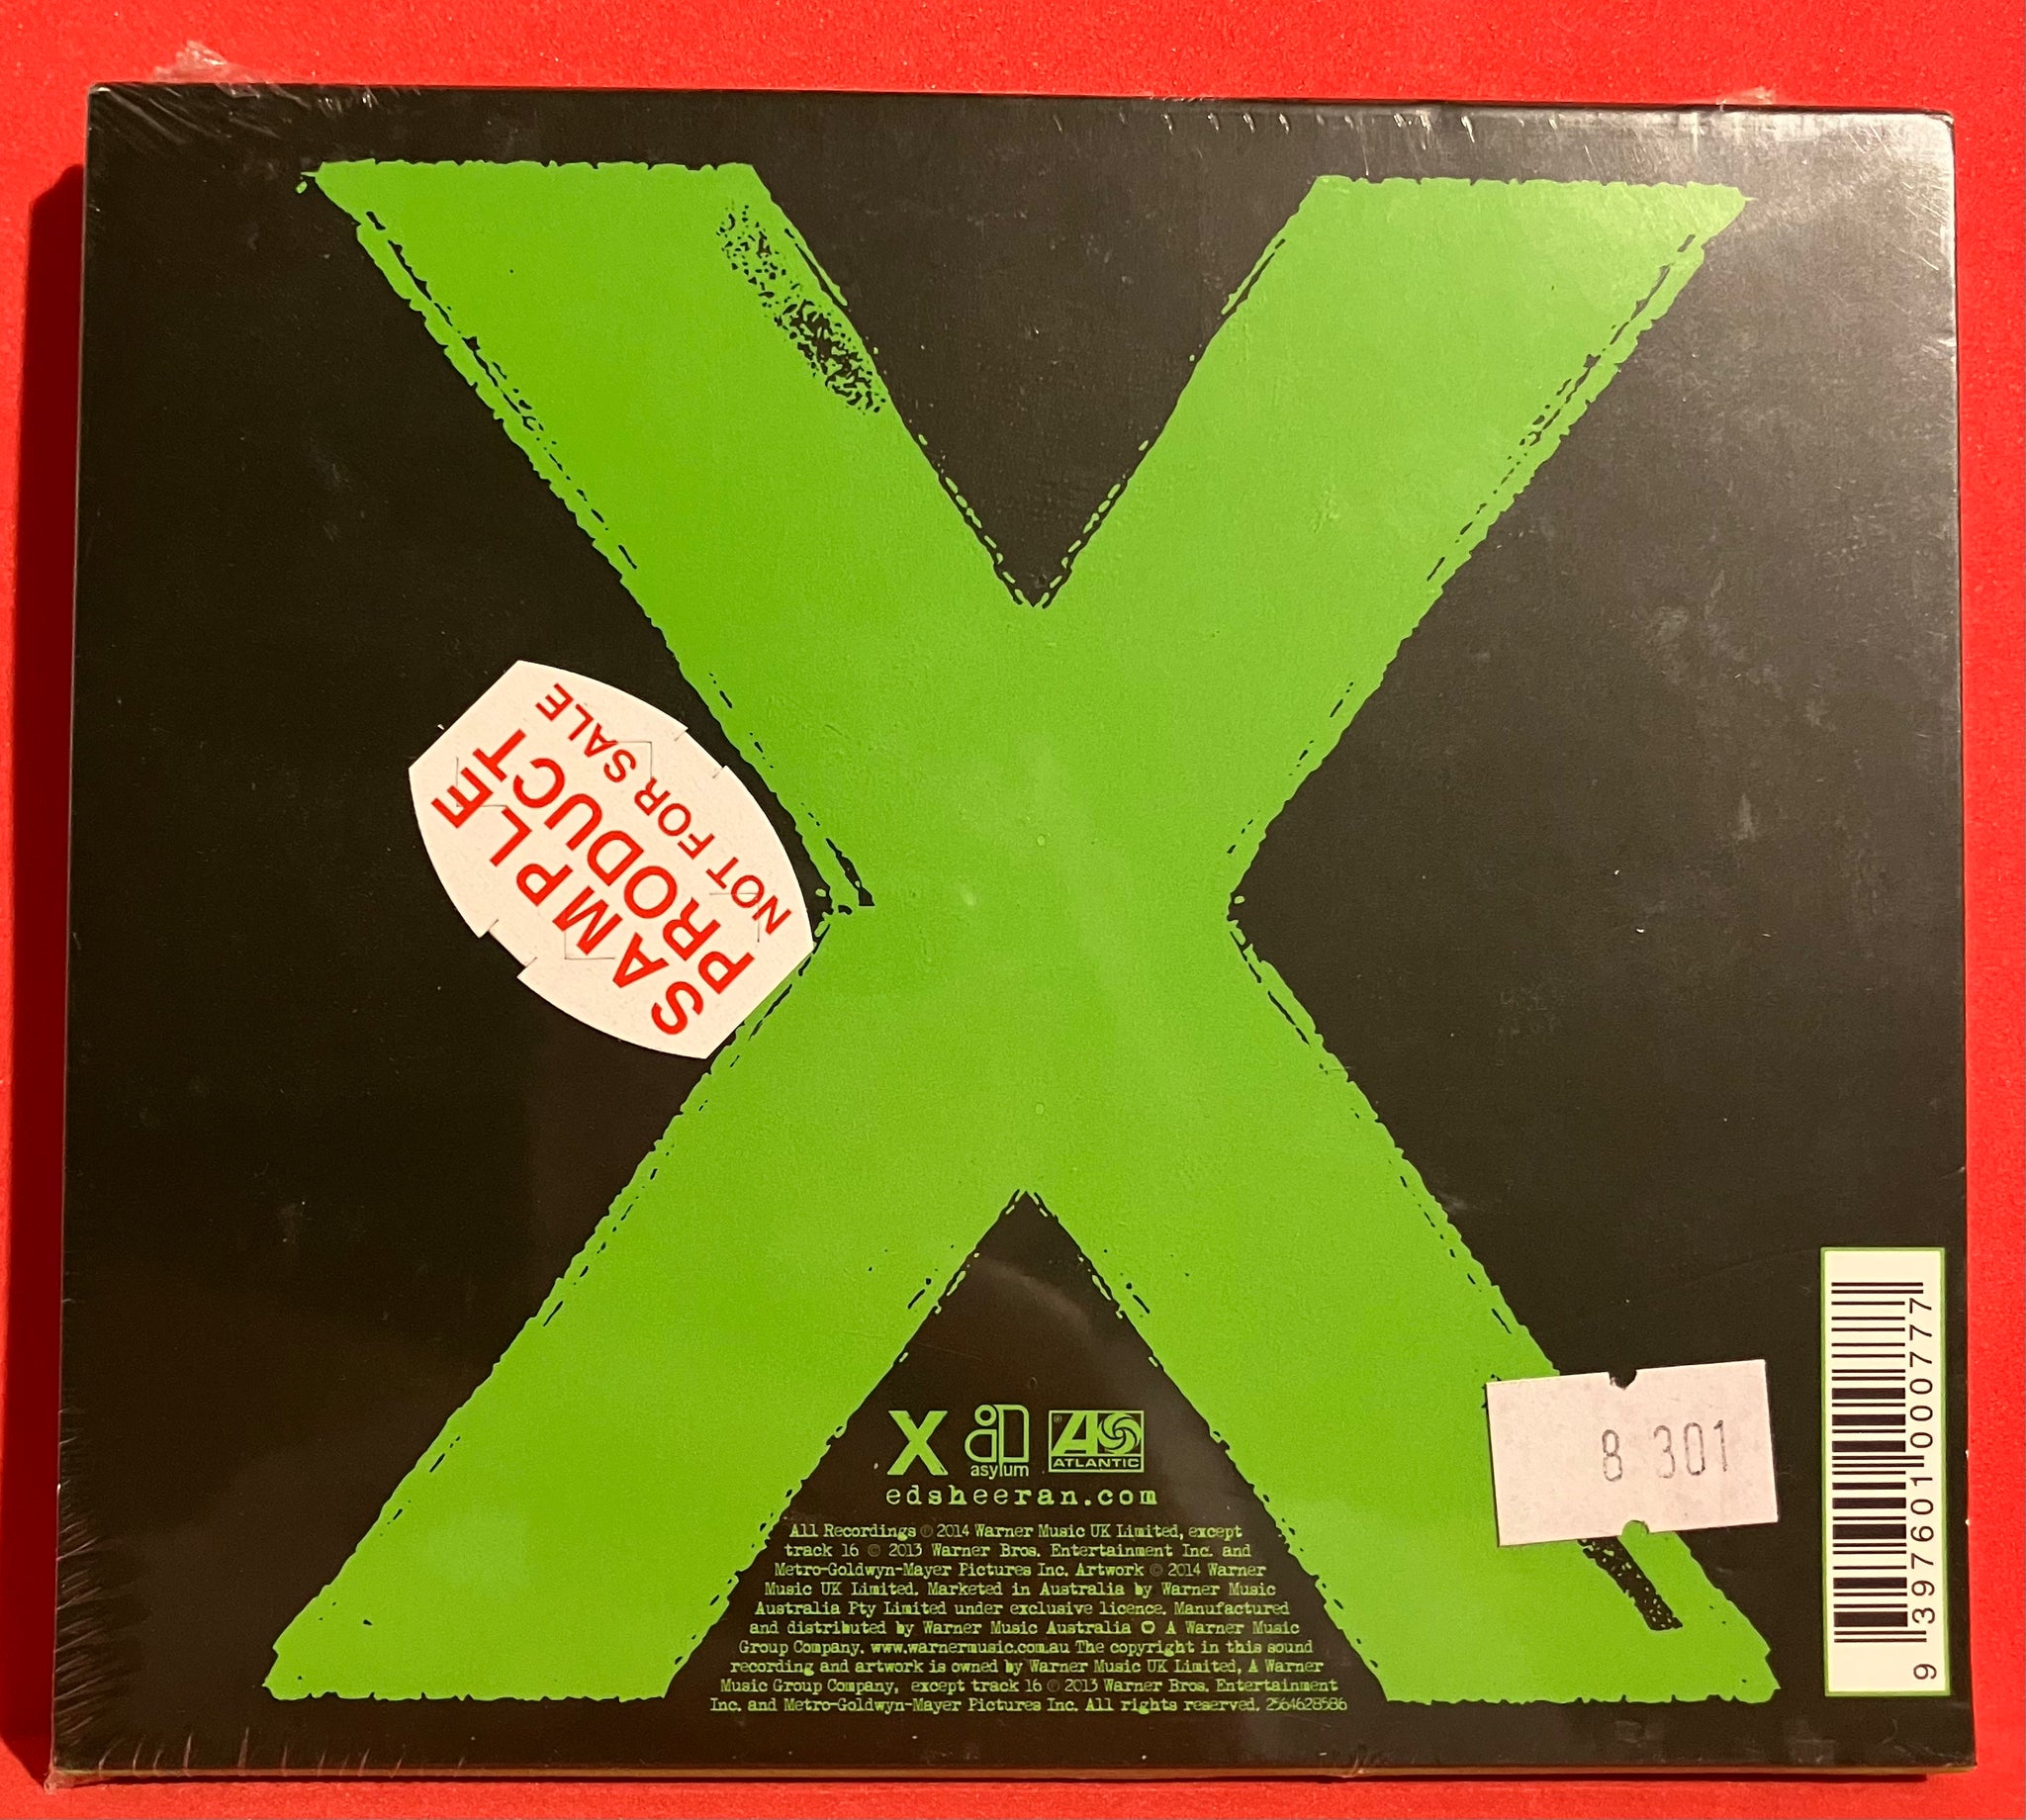 SAMPLE
PRODUCT
NOT FOR SALE
X
asylum
ATLANTIC
edsheeran.com
All Recordings ℗ 2014 Warner Music UK Limited, except
track 16 ℗ 2013 Warner Bros. Entertainment Inc. and
Metro-Goldwyn-Mayer Pictures Inc. Artwork © 2014 Warner
Music UK Limited. Marketed in Australia by Warner Music
Australia Pty Limited under exclusive licence. Manufactured
and distributed by Warner Music Australia A Warner Music
Group Company. www.warnermusic.com.au The copyright in this sound
recording and artwork is owned by Warner Music UK Limited, A Warner
Music Group Company, except track 16 2013 Warner Bros. Entertainment
Inc. and Metro-Goldwyn-Mayer Pictures Inc. All rights reserved. 2564628586
8 301
9 397601 000777